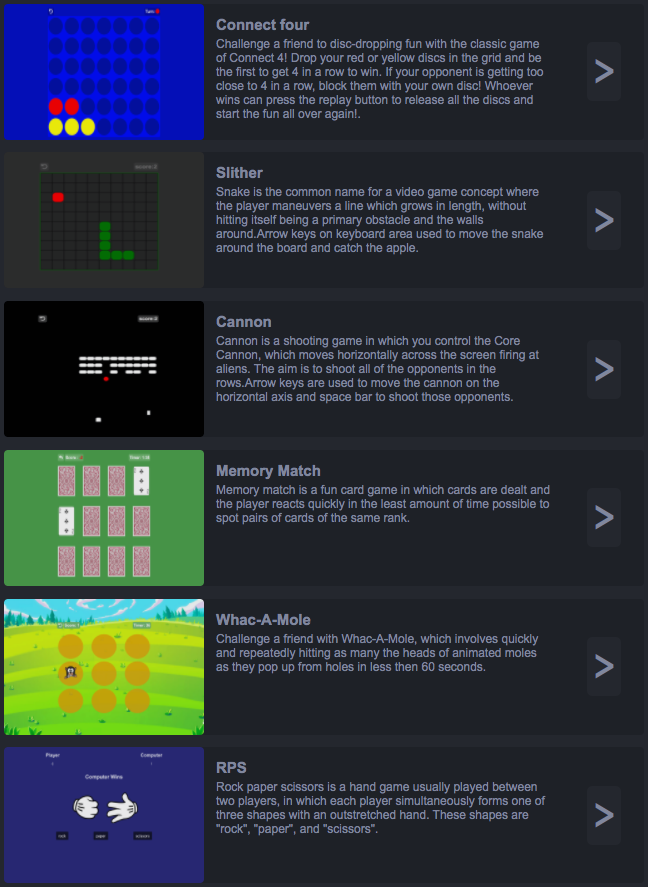 Connect four
Challenge a friend to disc-dropping fun with the classic game
of Connect 4! Drop your red or yellow discs in the grid and be
the first to get 4 in a row to win. If your opponent is getting too
close to 4 in a row, block them with your own disc! Whoever
wins can press the replay button to release all the discs and
start the fun all over again!.
>
Slither
Snake is the common name for a video game concept where
the player maneuvers a line which grows in length, without
hitting itself being a primary obstacle and the walls
around.Arrow keys on keyboard area used to move the snake
around the board and catch the apple.
>
Cannon
Cannon is a shooting game in which you control the Core
Cannon, which moves horizontally across the screen firing at
aliens. The aim is to shoot all of the opponents in the
rows.Arrow keys are used to move the cannon on the
horizontal axis and space bar to shoot those opponents.
>
Memory Match
Memory match is a fun card game in which cards are dealt and
the player reacts quickly in the least amount of time possible to
spot pairs of cards of the same rank.
>
Whac-A-Mole
Challenge a friend with Whac-A-Mole, which involves quickly
and repeatedly hitting as many the heads of animated moles
as they pop up from holes in less then 60 seconds.
>
Player Computer
Computer Wins
rock paper scissors
RPS
Rock paper scissors is a hand game usually played between
two players, in which each player simultaneously forms one of
three shapes with an outstretched hand. These shapes are
"rock", "paper", and "scissors".
>